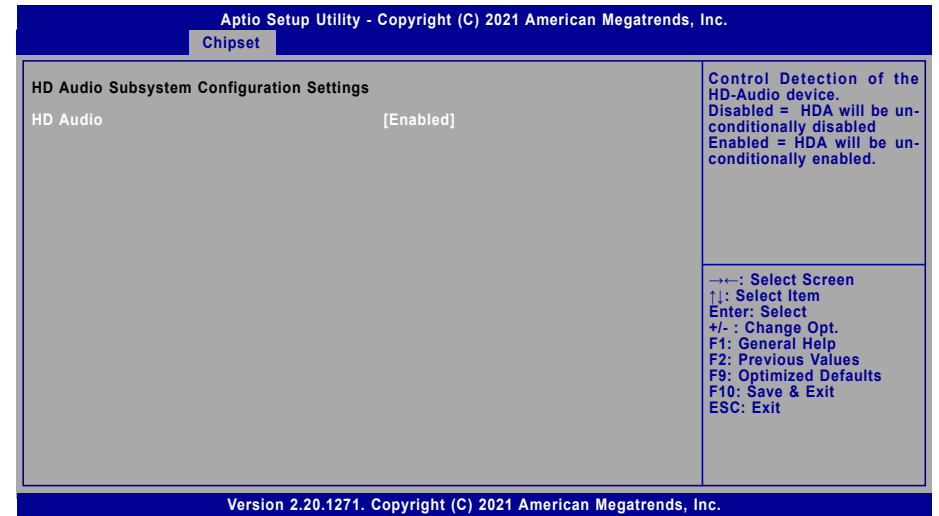 Aptio Setup Utility - Copyright (C) 2021 American Megatrends, Inc.
Chipset
HD Audio Subsystem Configuration Settings
HD Audio [Enabled]
Control Detection of the
HD-Audio device.
Disabled = HDA will be un-
conditionally disabled
Enabled = HDA will be un-
conditionally enabled.
→←: Select Screen
↑↓: Select Item
Enter: Select
+/- : Change Opt.
F1: General Help
F2: Previous Values
F9: Optimized Defaults
F10: Save & Exit
ESC: Exit
Version 2.20.1271. Copyright (C) 2021 American Megatrends, Inc.